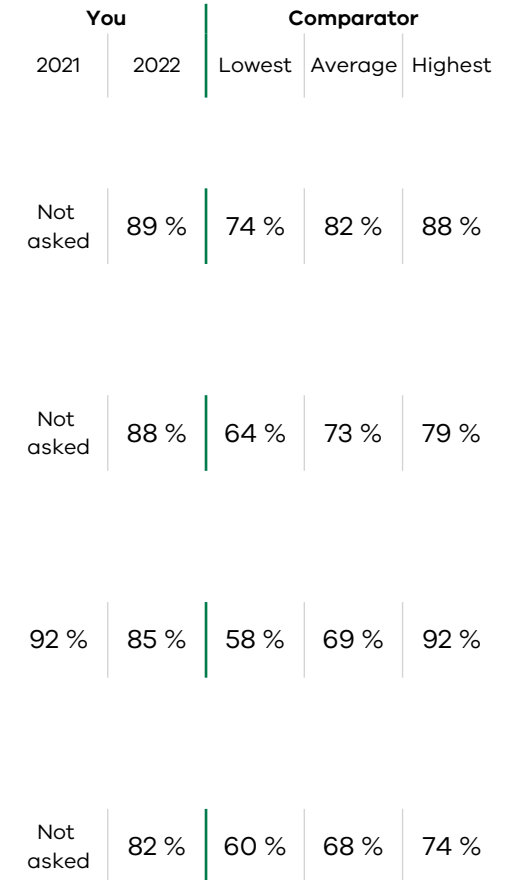 You Comparator
2021 2022 Lowest Average Highest
Not asked 89 % 74 % 82 % 88 %
Not asked 88 % 64 % 73 % 79 %
92 % 85 % 58 % 69 % 92 %
Not asked 82 % 60 % 68 % 74 %